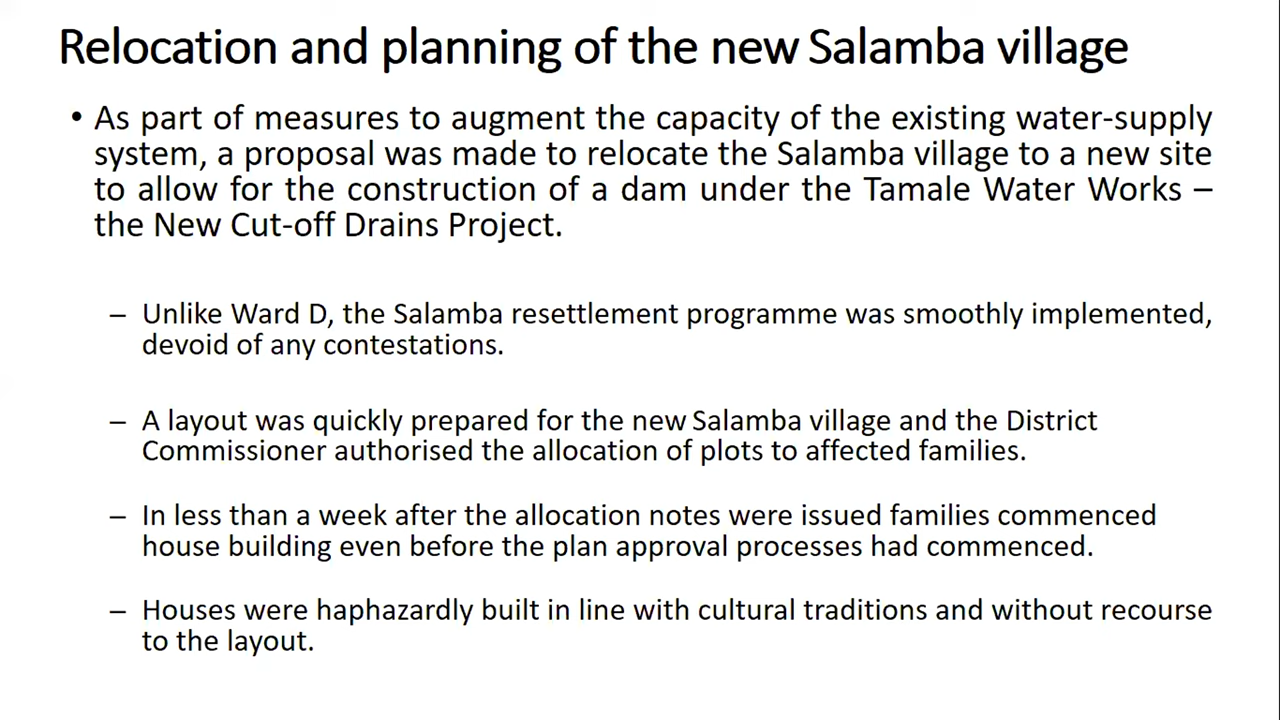 Relocation and planning of the new Salamba village
• As part of measures to augment the capacity of the existing water-supply
system, a proposal was made to relocate the Salamba village to a new site
to allow for the construction of a dam under the Tamale Water Works –
the New Cut-off Drains Project.
– Unlike Ward D, the Salamba resettlement programme was smoothly implemented,
devoid of any contestations.
– A layout was quickly prepared for the new Salamba village and the District
Commissioner authorised the allocation of plots to affected families.
– In less than a week after the allocation notes were issued families commenced
house building even before the plan approval processes had commenced.
– Houses were haphazardly built in line with cultural traditions and without recourse
to the layout.